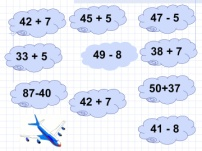 42 + 7
45 + 5
47 - 5
33 + 5
49 - 8
38 + 7
87-40
42 + 7
50+37
41 - 8